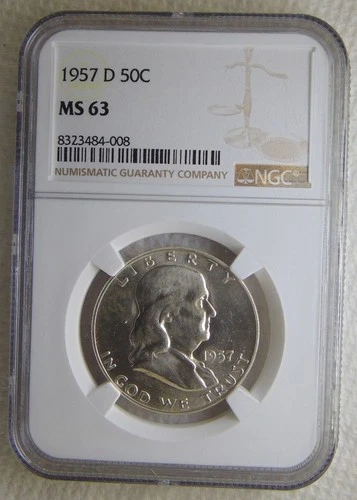 1957 D 50C
MS 63
8323484-008
NUMISMATIC GUARANTY COMPANY
NGC
LIBERTY
1957
IN GOD WE TRUST